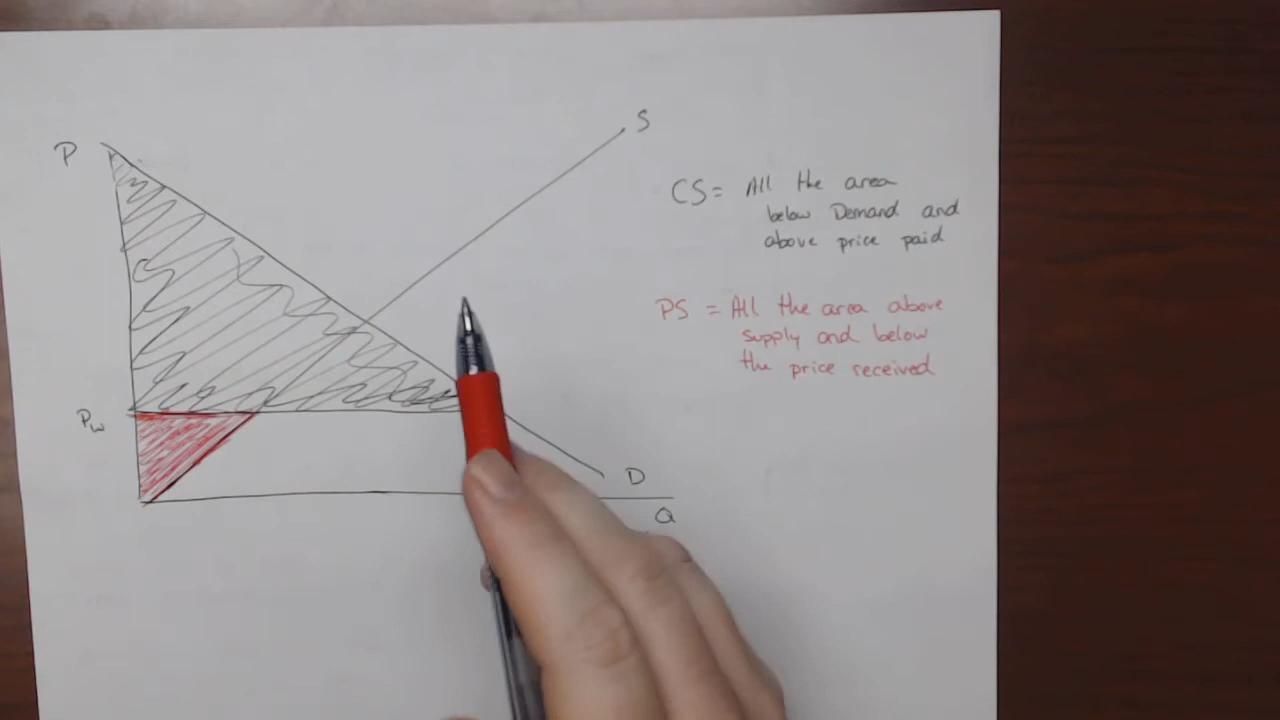 P
S
CS = All the area
below Demand and
above price paid
PS = All the area above
supply and below
the price received
Pw
D
Q